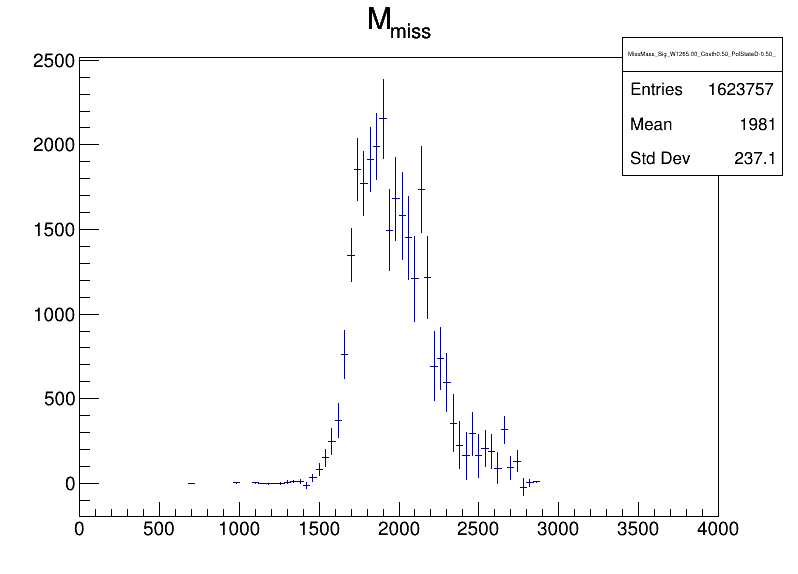 M_miss
MissMass_Sig_W1265.00_Costh0.50_PolStateD-0.50_
Entries 1623757
Mean 1981
Std Dev 237.1
2500
2000
1500
1000
500
0
0 500 1000 1500 2000 2500 3000 3500 4000